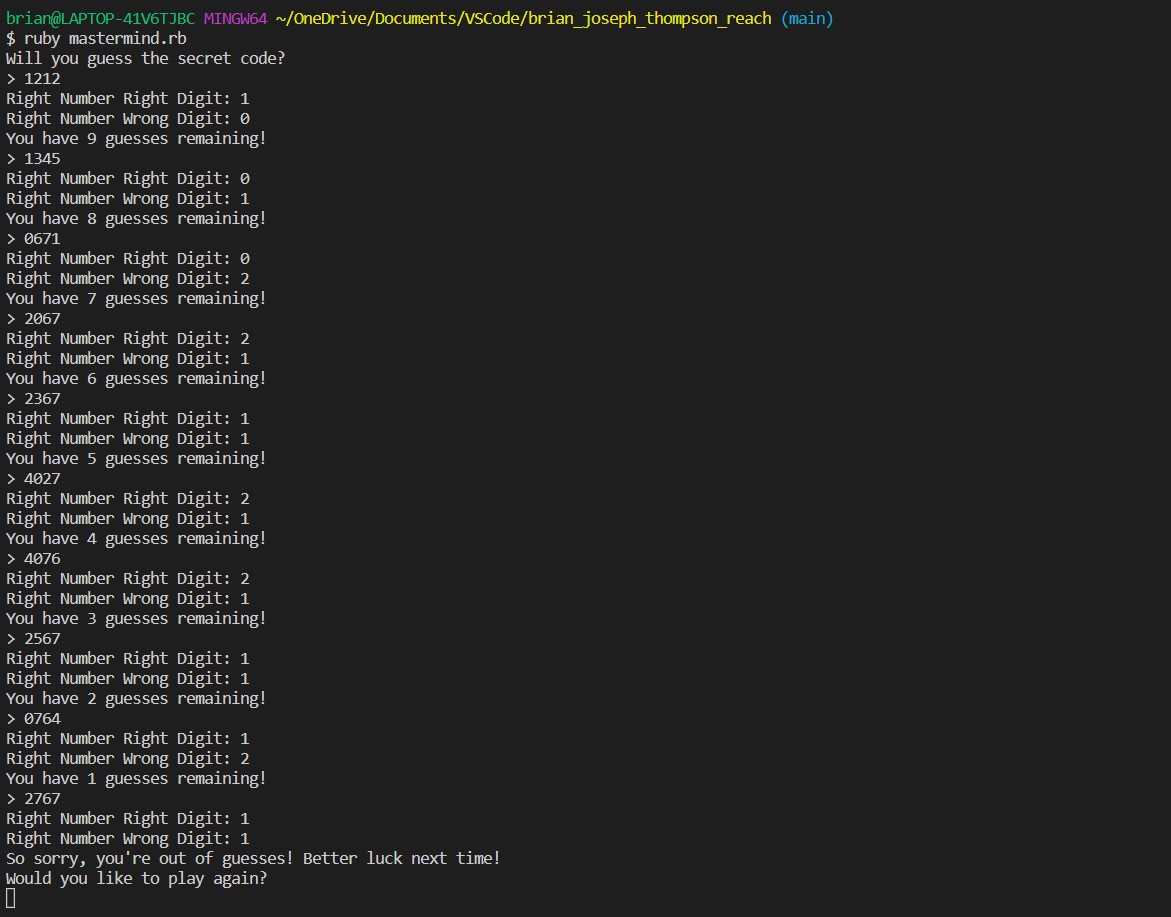 brian@LAPTOP-41V6TJBC MINGW64 ~/OneDrive/Documents/VSCode/brian_joseph_thompson_reach (main)
$ ruby mastermind.rb
Will you guess the secret code?
> 1212
Right Number Right Digit: 1
Right Number Wrong Digit: 0
You have 9 guesses remaining!
> 1345
Right Number Right Digit: 0
Right Number Wrong Digit: 1
You have 8 guesses remaining!
> 0671
Right Number Right Digit: 0
Right Number Wrong Digit: 2
You have 7 guesses remaining!
> 2067
Right Number Right Digit: 2
Right Number Wrong Digit: 1
You have 6 guesses remaining!
> 2367
Right Number Right Digit: 1
Right Number Wrong Digit: 1
You have 5 guesses remaining!
> 4027
Right Number Right Digit: 2
Right Number Wrong Digit: 1
You have 4 guesses remaining!
> 4076
Right Number Right Digit: 2
Right Number Wrong Digit: 1
You have 3 guesses remaining!
> 2567
Right Number Right Digit: 1
Right Number Wrong Digit: 1
You have 2 guesses remaining!
> 0764
Right Number Right Digit: 1
Right Number Wrong Digit: 2
You have 1 guesses remaining!
> 2767
Right Number Right Digit: 1
Right Number Wrong Digit: 1
So sorry, you're out of guesses! Better luck next time!
Would you like to play again?